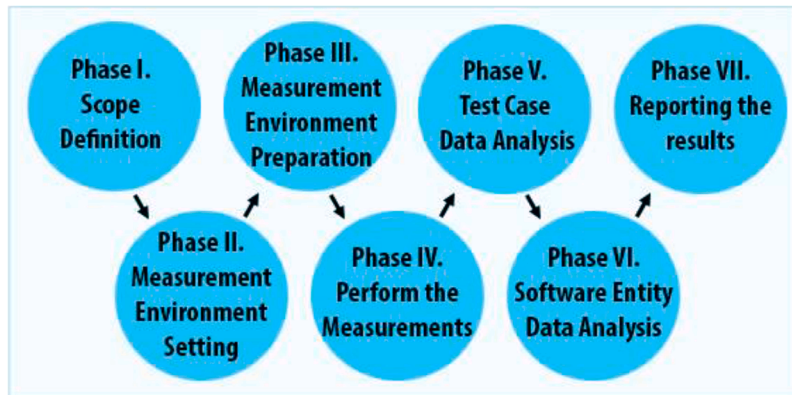 Phase I.
Scope
Definition
Phase II.
Measurement
Environment
Setting
Phase III.
Measurement
Environment
Preparation
Phase IV.
Perform the
Measurements
Phase V.
Test Case
Data Analysis
Phase VI.
Software Entity
Data Analysis
Phase VII.
Reporting the
results